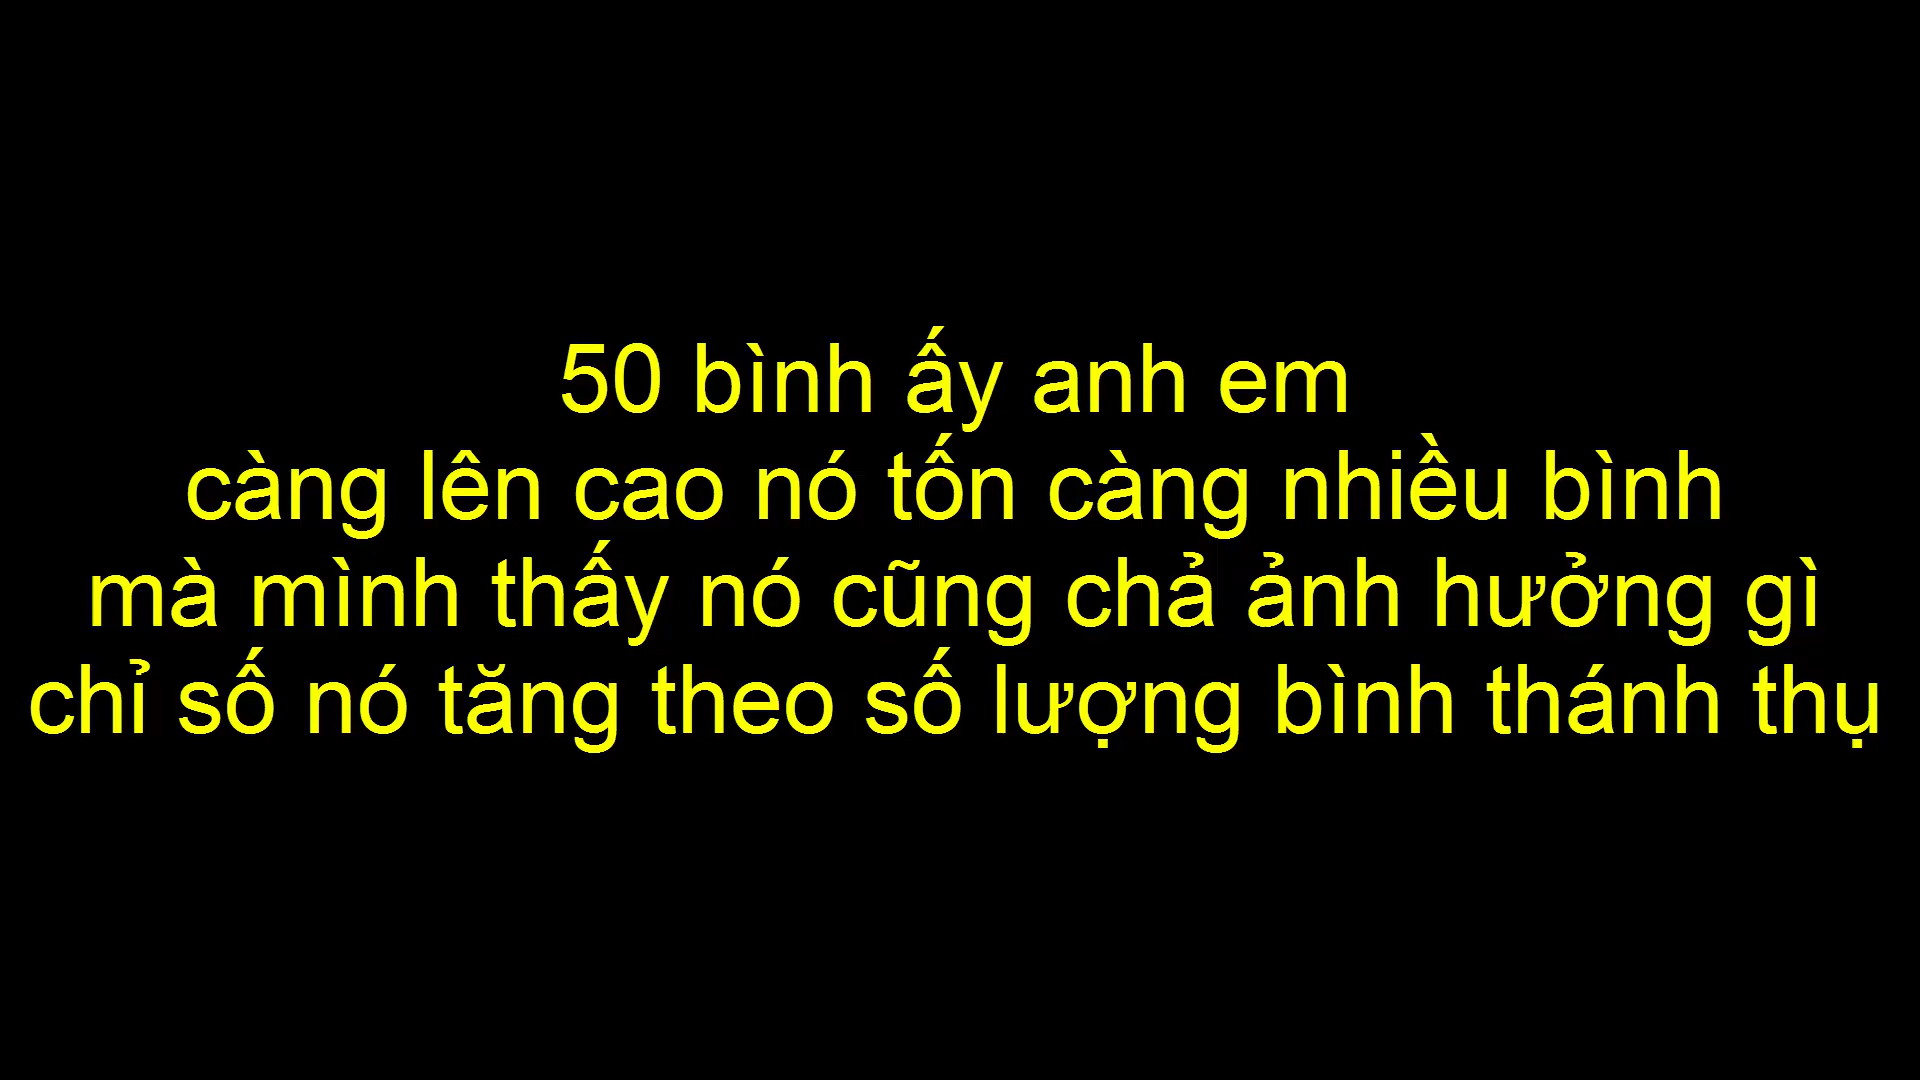 50 bình ấy anh em
càng lên cao nó tốn càng nhiều bình
mà mình thấy nó cũng chả ảnh hưởng gì
chỉ số nó tăng theo số lượng bình thánh thụ